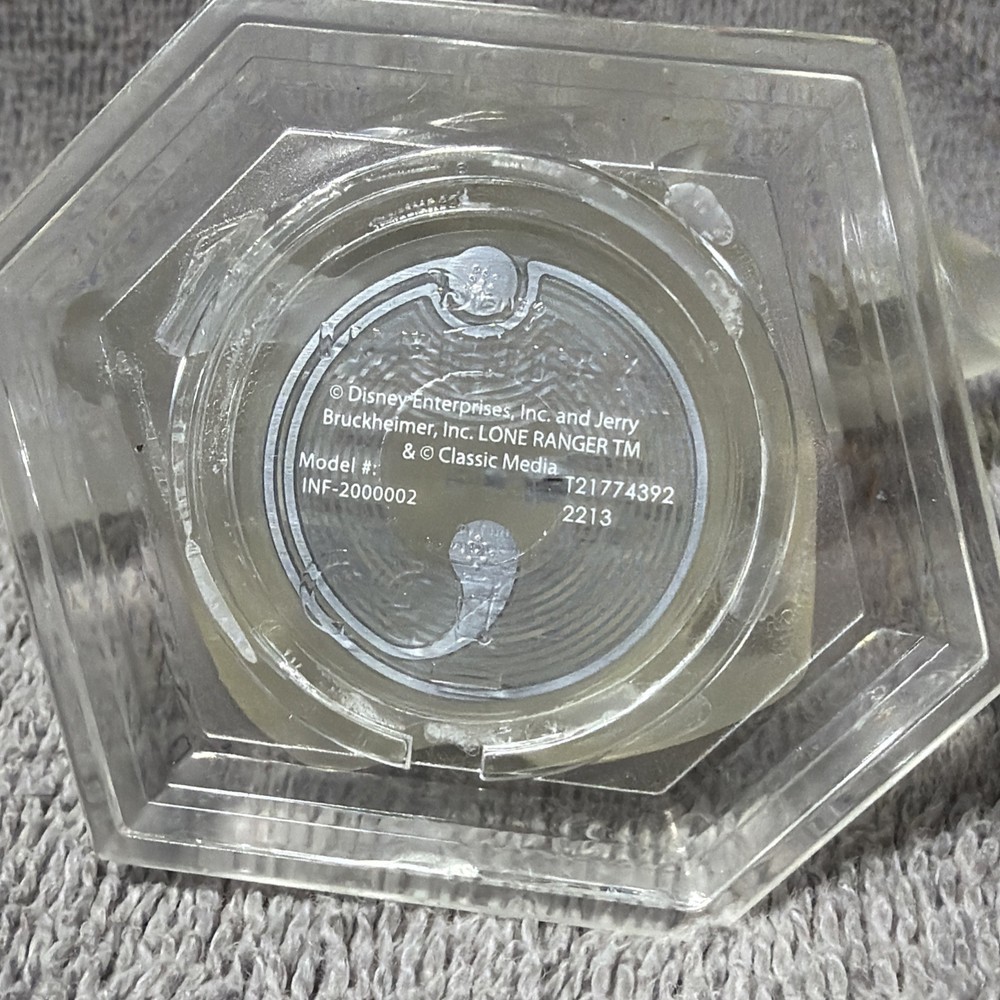 © Disney Enterprises, Inc. and Jerry
Bruckheimer, Inc. LONE RANGER TM
& © Classic Media
Model #:
INF-2000002
T21774392
2213